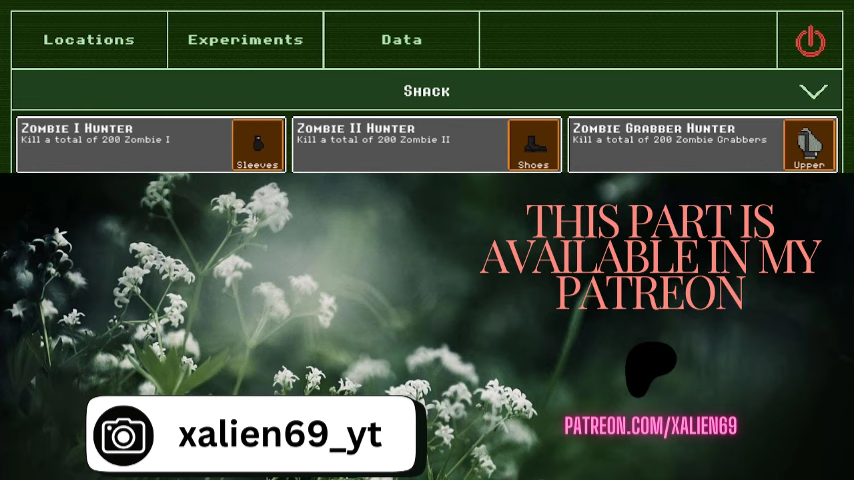 Locations
Experiments
Data
Shack
Zombie I Hunter
Kill a total of 200 Zombie I
Sleeves
Zombie II Hunter
Kill a total of 200 Zombie II
Shoes
Zombie Grabber Hunter
Kill a total of 200 Zombie Grabbers
Upper
THIS PART IS
AVAILABLE IN MY
PATREON
PATREON.COM/XALIEN69
xalien69_yt